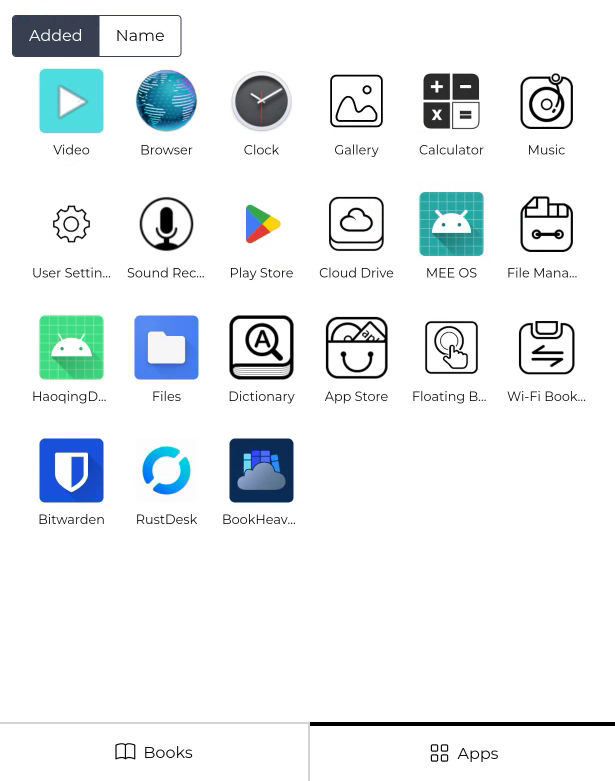 Added Name
Video Browser Clock Gallery Calculator Music
User Settin... Sound Rec... Play Store Cloud Drive MEE OS File Mana...
HaoqingD... Files Dictionary App Store Floating B... Wi-Fi Book...
Bitwarden RustDesk BookHeav...
Books Apps